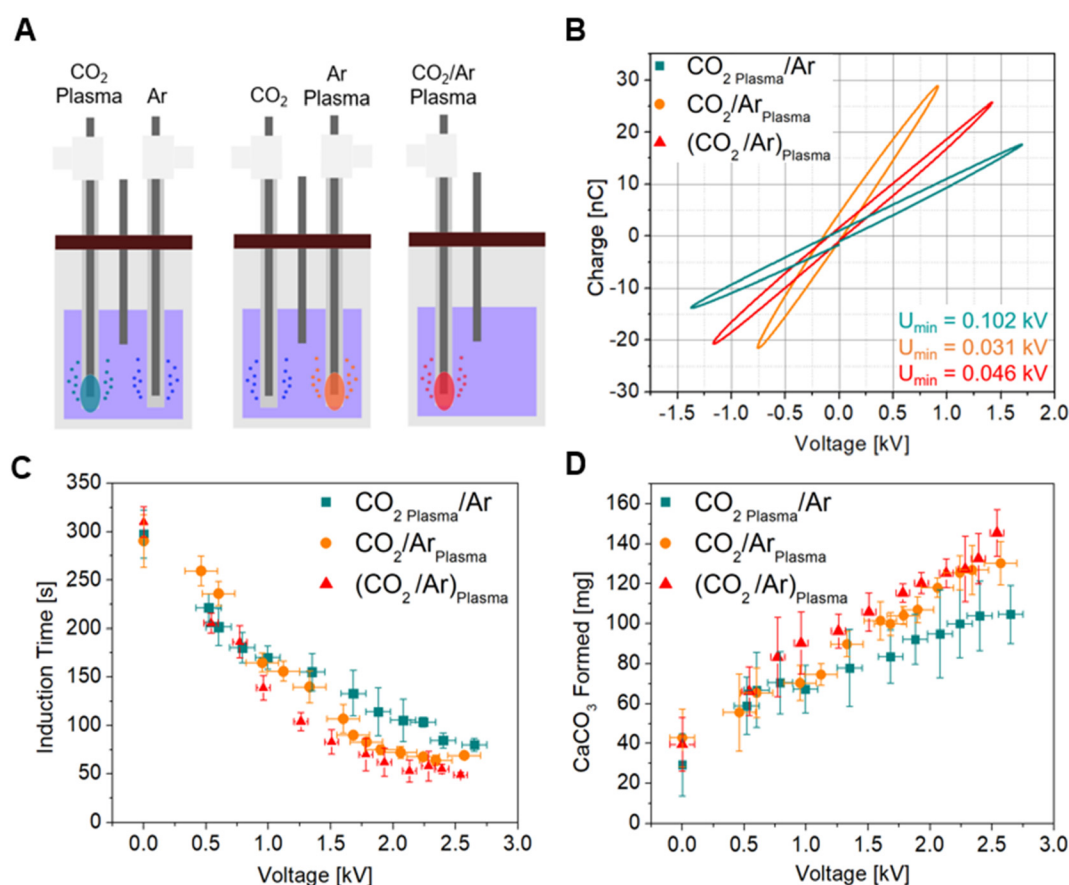 A
CO2
Plasma
Ar
CO2
Ar
Plasma
CO2/Ar
Plasma
B
CO2 Plasma/Ar
CO2/ArPlasma
(CO2/Ar)Plasma
Charge [nC]
35
30
20
10
0
-10
-20
-30
Umin = 0.102 kV
Umin = 0.031 kV
Umin = 0.046 kV
-1.5 -1.0 -0.5 0.0 0.5 1.0 1.5 2.0
Voltage [kV]
C
CO2 Plasma/Ar
CO2/ArPlasma
(CO2/Ar)Plasma
Induction Time [s]
350
300
250
200
150
100
50
0
0.0 0.5 1.0 1.5 2.0 2.5 3.0
Voltage [kV]
D
CO2 Plasma/Ar
CO2/ArPlasma
(CO2/Ar)Plasma
CaCO3 Formed [mg]
160
140
120
100
80
60
40
20
0
0.0 0.5 1.0 1.5 2.0 2.5 3.0
Voltage [kV]